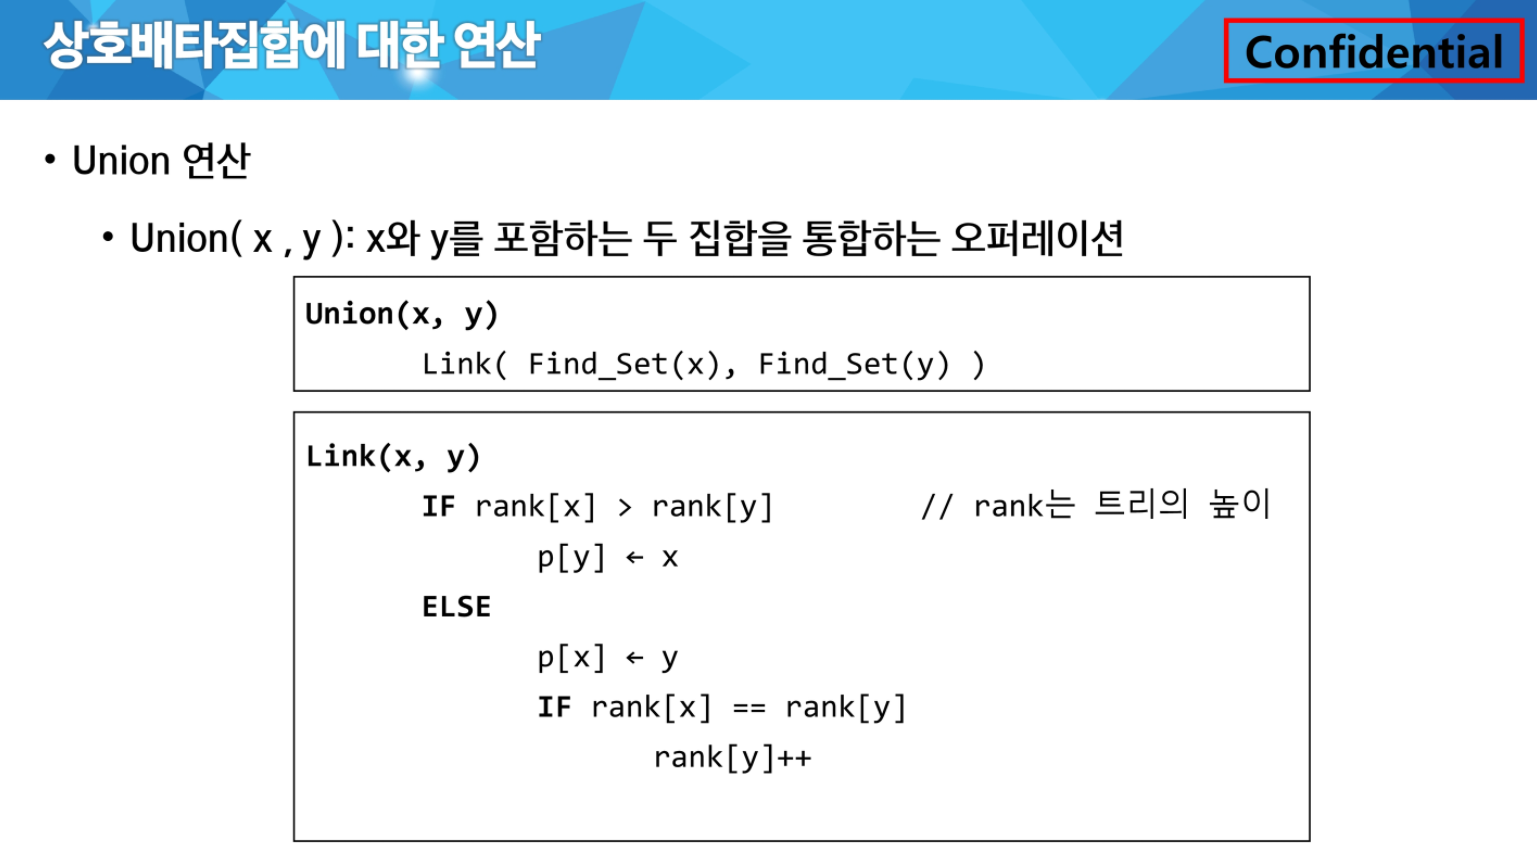 상호배타집합에 대한 연산
Confidential
• Union 연산
• Union( x , y ): x와 y를 포함하는 두 집합을 통합하는 오퍼레이션
Union(x, y)
Link( Find_Set(x), Find_Set(y) )
Link(x, y)
IF rank[x] > rank[y] // rank는 트리의 높이
p[y] ← x
ELSE
p[x] ← y
IF rank[x] == rank[y]
rank[y]++